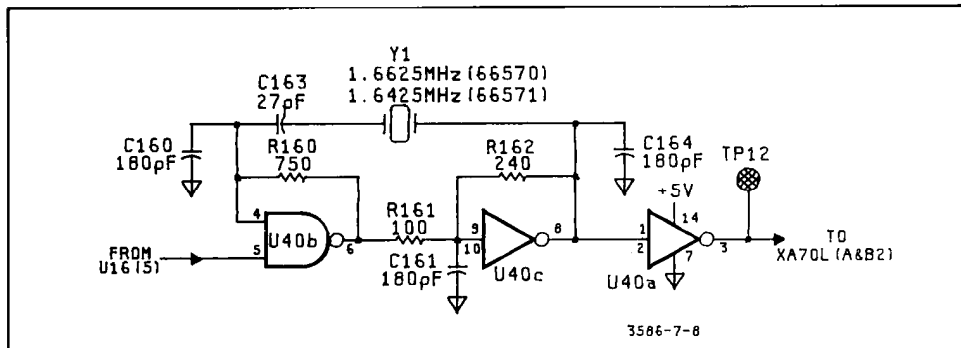 Y1
1.6625MHz(66570)
1.6425MHz(66571)
C163
27pF
C160
180pF
R160
750
R162
240
C164
180pF
TP12
+5V
R161
100
4
5
U40b
6
9
10
8
U40c
1
2
14
7
3
U40a
FROM
U16(5)
C161
180pF
TO
XA70L(A&B2)
3586-7-8